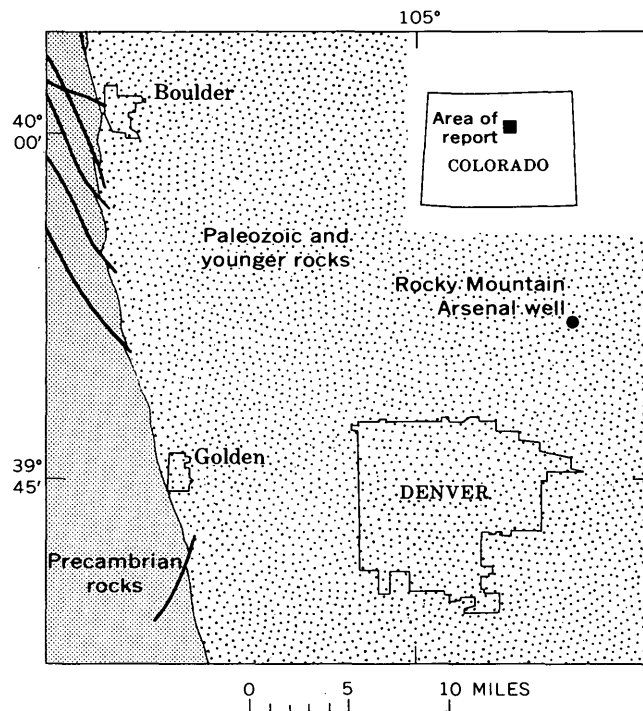 105°
Boulder
40°
00'
Area of
report
COLORADO
Paleozoic and
younger rocks
Rocky Mountain
Arsenal well
Golden
39°
45'
DENVER
Precambrian
rocks
0 5 10 MILES